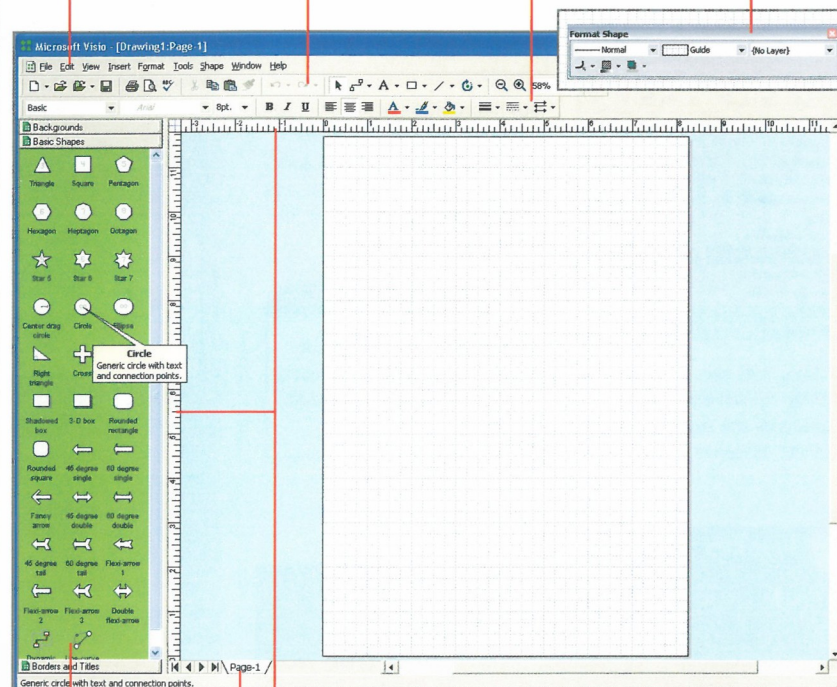 Format Shape
Normal Guide {No Layer}
Microsoft Visio - [Drawing1:Page-1]
File Edit View Insert Format Tools Shape Window Help
58%
Basic Arial 8pt. B I U A
Backgrounds
Basic Shapes
Triangle Square Pentagon
Hexagon Heptagon Octagon
Star 5 Star 6 Star 7
Center drag circle Circle Ellipse
Circle
Generic circle with text
and connection points.
Right triangle Cross
Shadowed box 3-D box Rounded rectangle
Rounded square 45 degree single 60 degree single
Fancy arrow 45 degree double 60 degree double
45 degree tail 60 degree tail Flexi-arrow 1
Flexi-arrow 2 Flexi-arrow 3 Double flexi-arrow
Borders and Titles
Page-1
Generic circle with text and connection points.